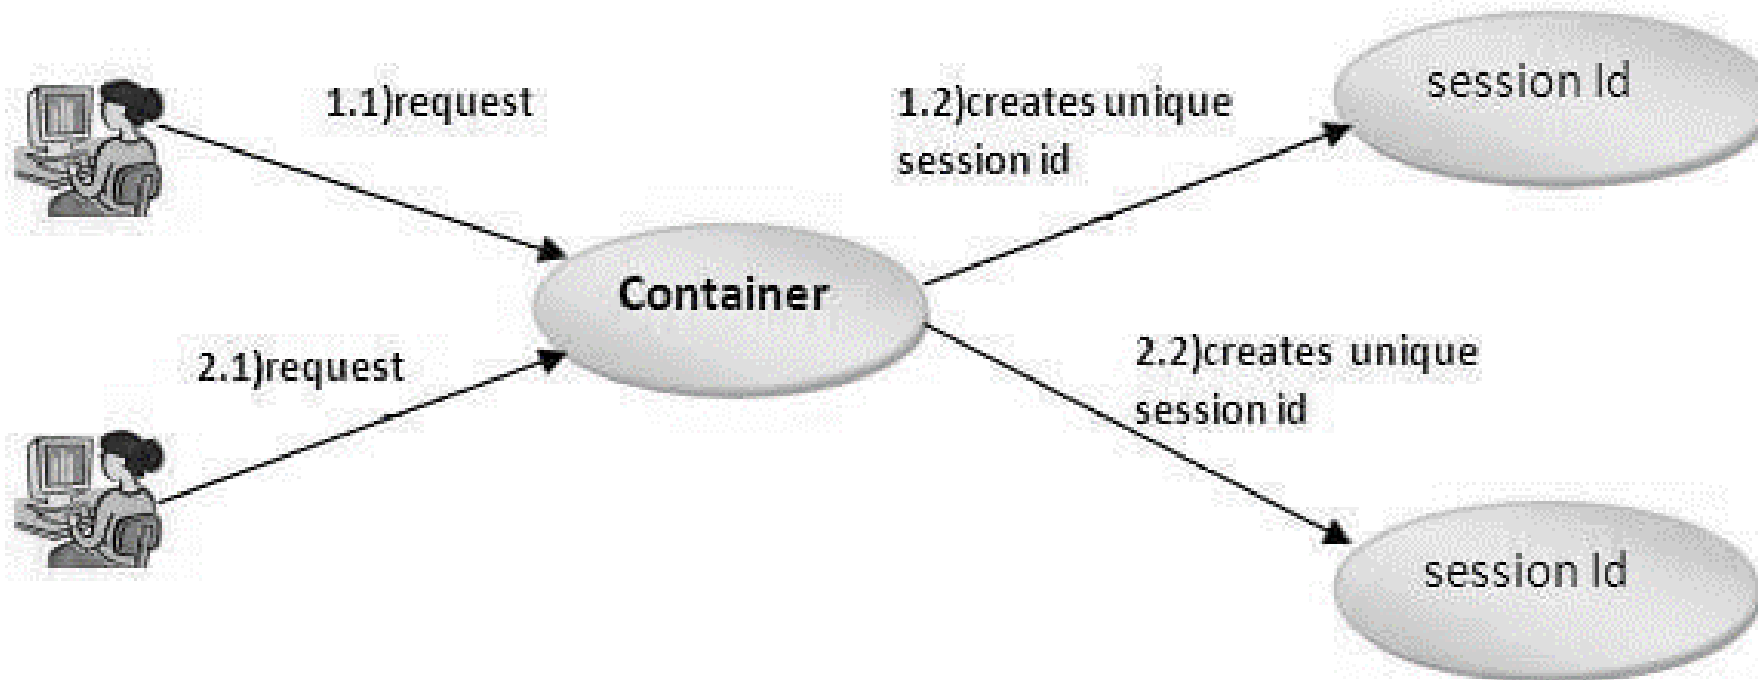 1.1)request
1.2)creates unique
session id
session Id
Container
2.1)request
2.2)creates unique
session id
session Id